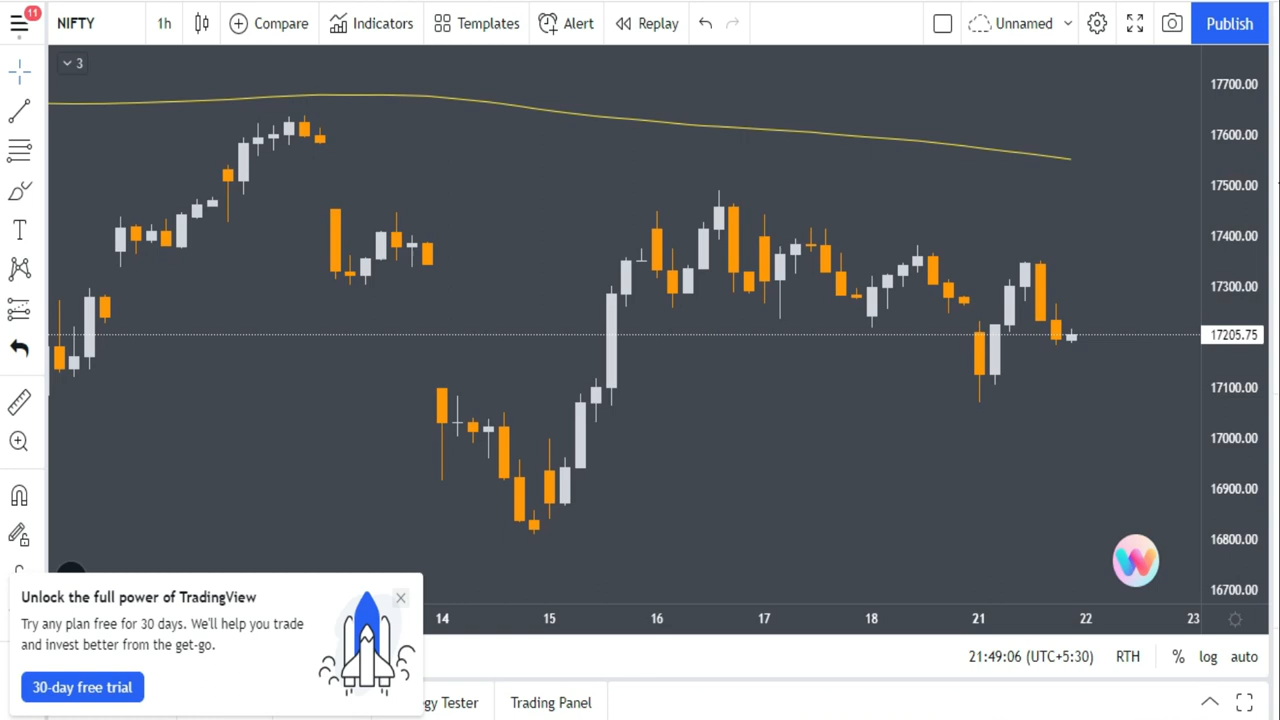 11
NIFTY
1h
Compare
Indicators
Templates
Alert
Replay
Unnamed
Publish
3
17700.00
17600.00
17500.00
17400.00
17300.00
17205.75
17100.00
17000.00
16900.00
16800.00
16700.00
T
W
Unlock the full power of TradingView
Try any plan free for 30 days. We'll help you trade
and invest better from the get-go.
30-day free trial
14 15 16 17 18 21 22 23
21:49:06 (UTC+5:30) RTH % log auto
gy Tester
Trading Panel